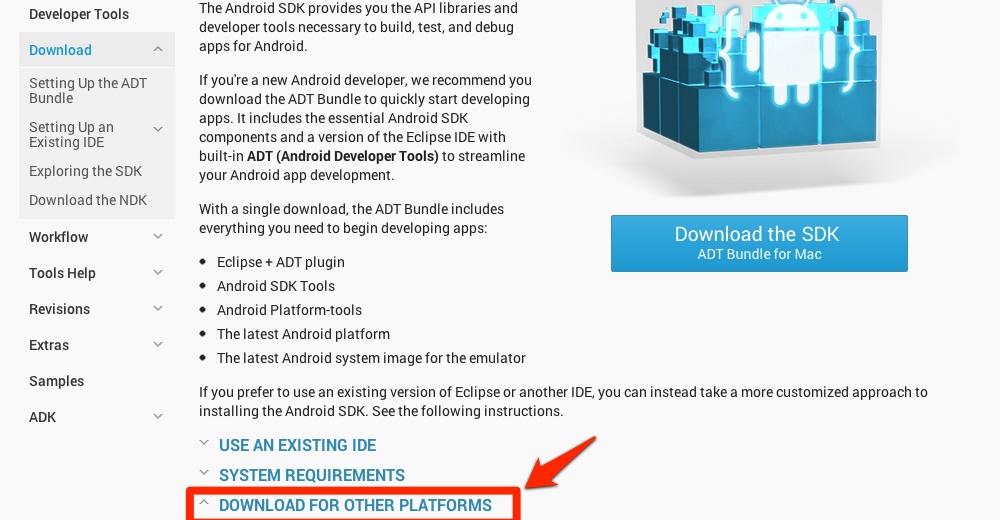 Developer Tools
Download
Setting Up the ADT
Bundle
Setting Up an
Existing IDE
Exploring the SDK
Download the NDK
Workflow
Tools Help
Revisions
Extras
Samples
ADK
The Android SDK provides you the API libraries and
developer tools necessary to build, test, and debug
apps for Android.
If you're a new Android developer, we recommend you
download the ADT Bundle to quickly start developing
apps. It includes the essential Android SDK
components and a version of the Eclipse IDE with
built-in ADT (Android Developer Tools) to streamline
your Android app development.
With a single download, the ADT Bundle includes
everything you need to begin developing apps:
• Eclipse + ADT plugin
• Android SDK Tools
• Android Platform-tools
• The latest Android platform
• The latest Android system image for the emulator
If you prefer to use an existing version of Eclipse or another IDE, you can instead take a more customized approach to
installing the Android SDK. See the following instructions.
USE AN EXISTING IDE
SYSTEM REQUIREMENTS
DOWNLOAD FOR OTHER PLATFORMS
{ }
Download the SDK
ADT Bundle for Mac